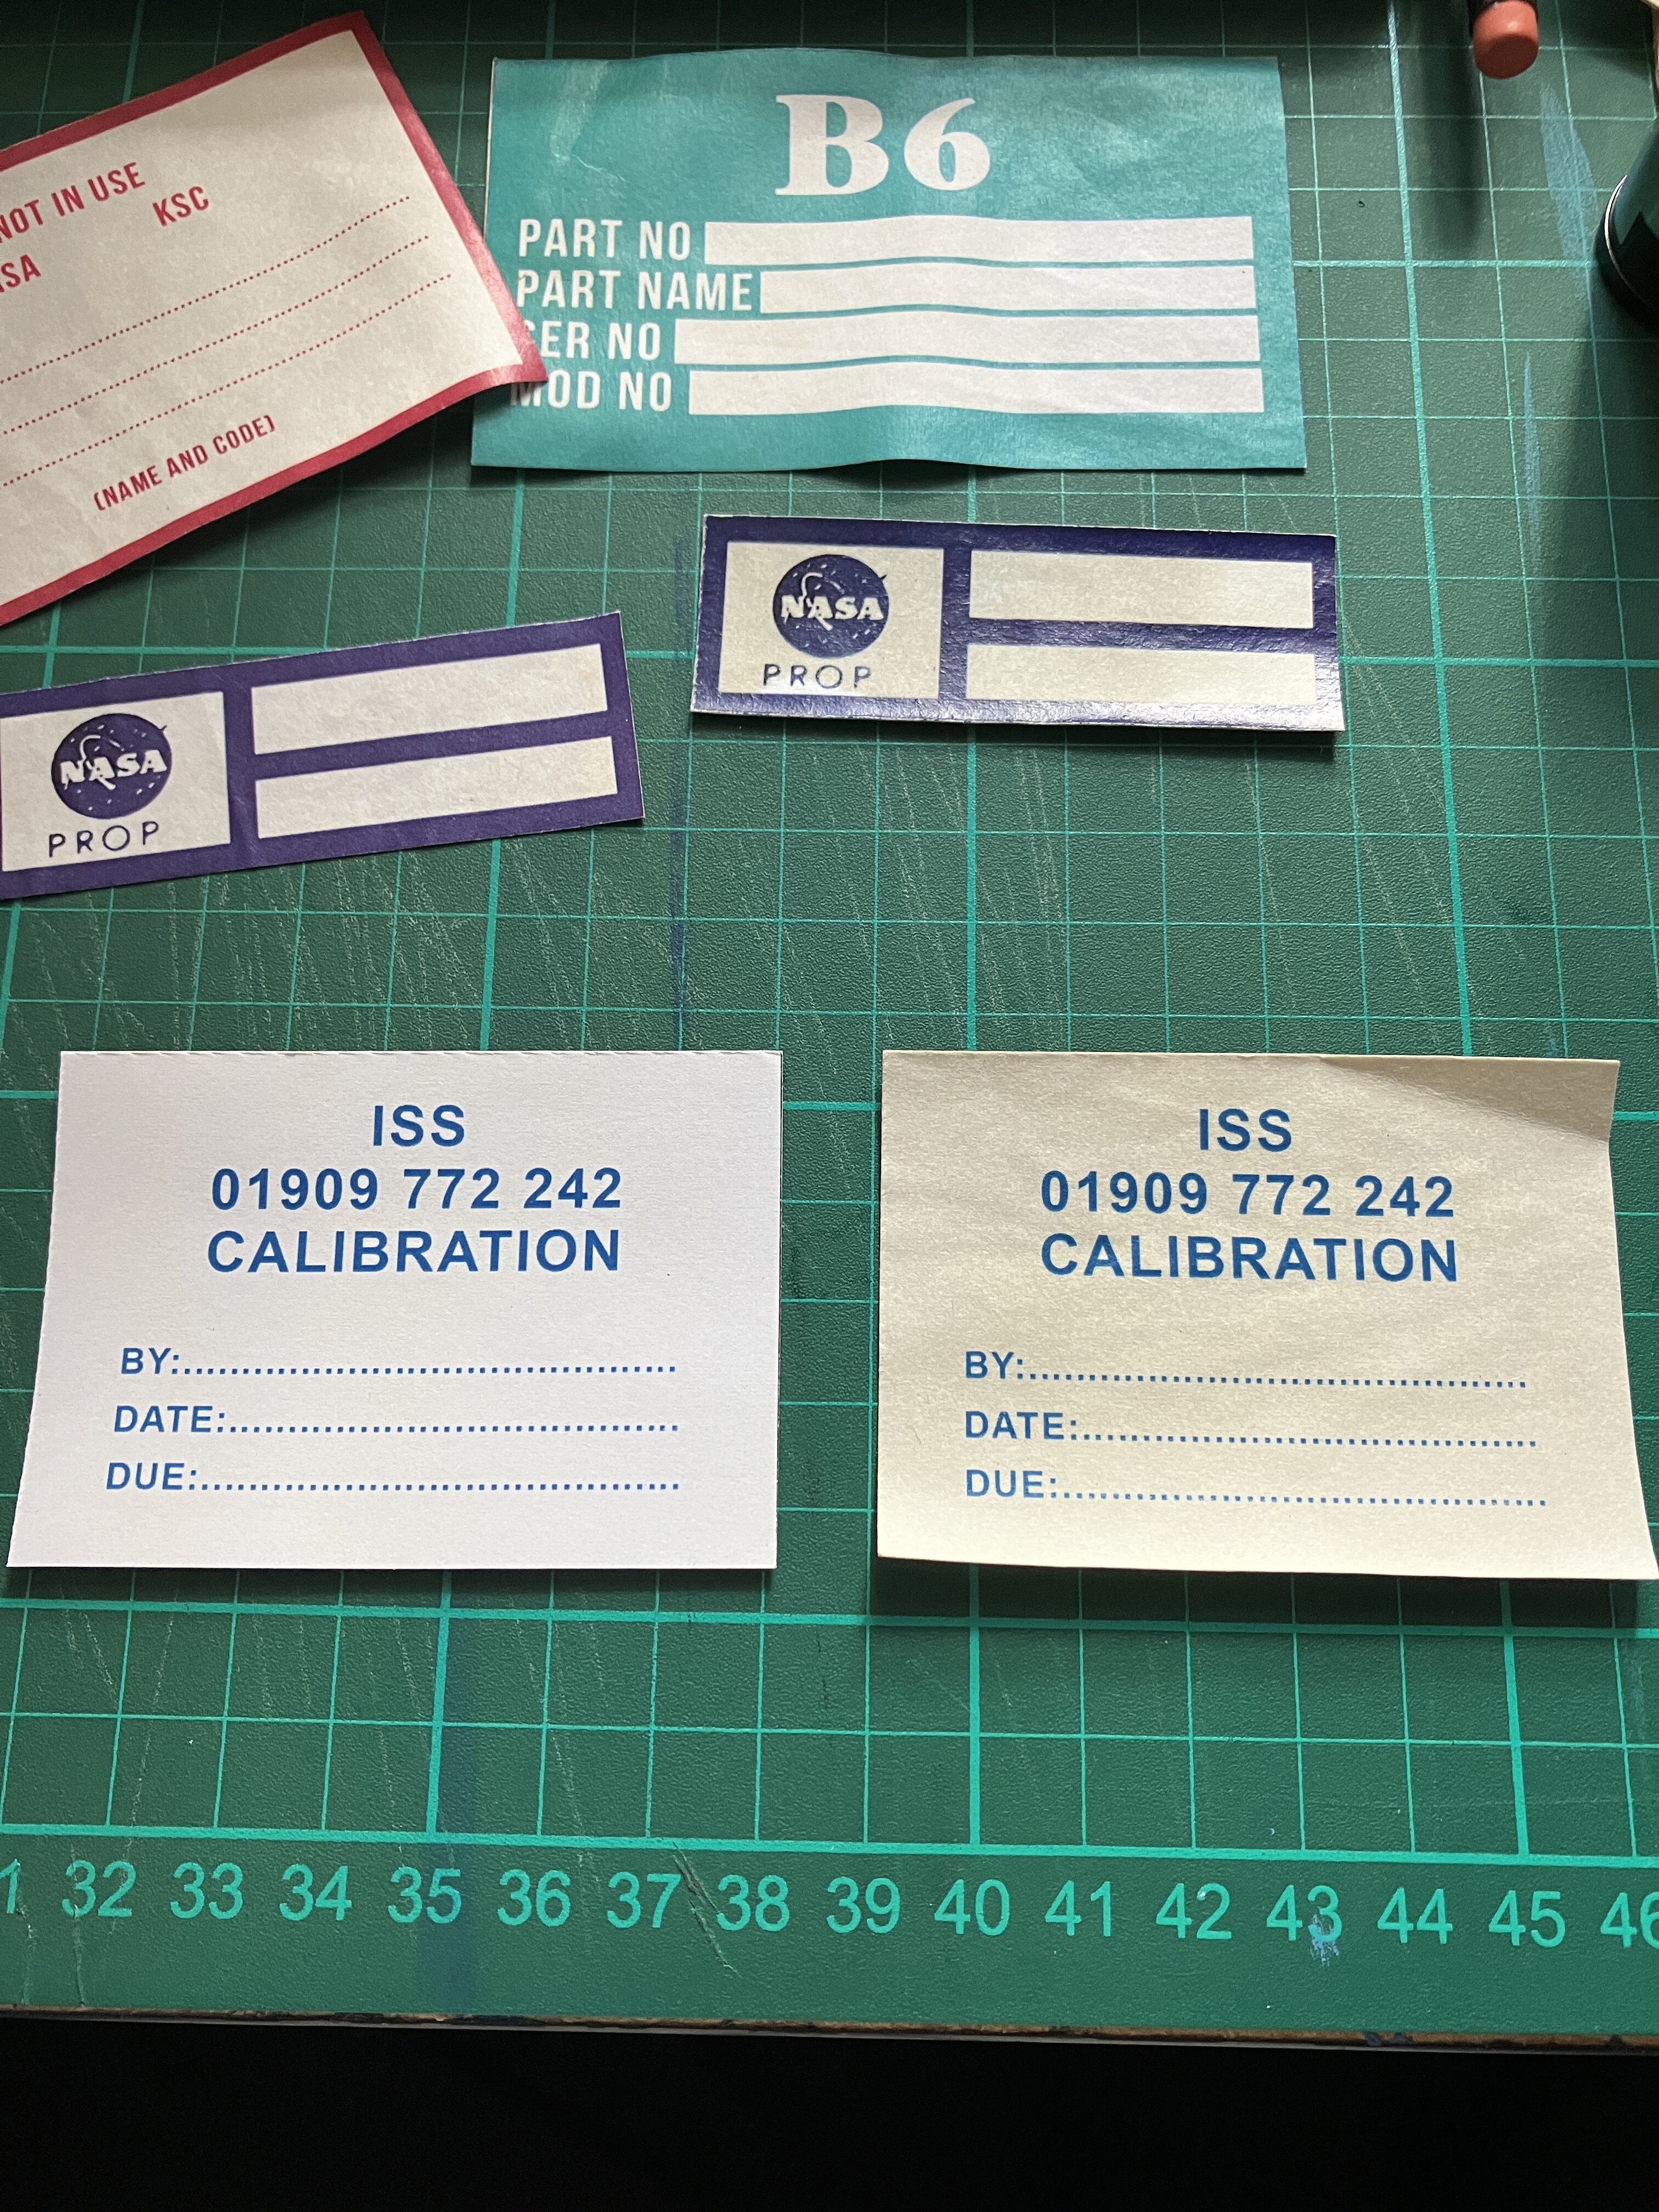 NOT IN USE
KSC
(NAME AND CODE)
B6
PART NO
PART NAME
SER NO
MOD NO
NASA
PROP
NASA
PROP
ISS
01909 772 242
CALIBRATION
BY:
DATE:
DUE:
ISS
01909 772 242
CALIBRATION
BY:
DATE:
DUE:
32 33 34 35 36 37 38 39 40 41 42 43 44 45 46